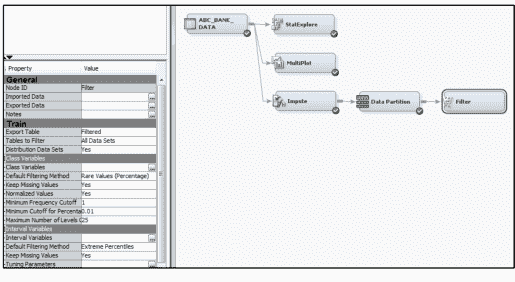 Property Value
General
Node ID Filter
Imported Data ...
Exported Data ...
Notes ...
Train
Export Table Filtered
Tables to Filter All Data Sets
Distribution Data Sets Yes
Class Variables
Class Variables ...
Default Filtering Method Rare Values (Percentage)
Keep Missing Values Yes
Normalized Values Yes
Minimum Frequency Cutoff 1
Minimum Cutoff for Percenta 0.01
Maximum Number of Levels C 25
Interval Variables
Interval Variables ...
Default Filtering Method Extreme Percentiles
Keep Missing Values Yes
Tuning Parameters ...
ABC_BANK_
DATA
StatExplore
MultiPlot
Impute
Data Partition
Filter